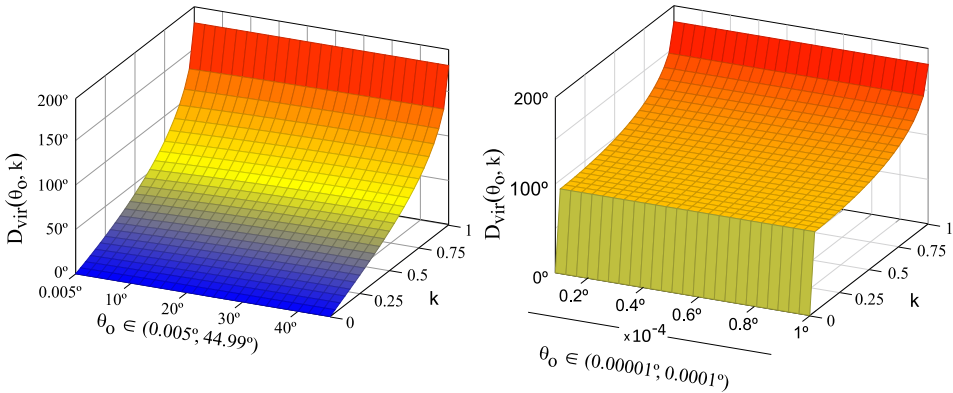 200º
150º
100º
50º
0º
D_vir(θ_o, k)
0.005º
10º
20º
30º
40º
θ_o ∈ (0.005º, 44.99º)
0
0.25
0.5
0.75
1
k
200º
100º
0º
D_vir(θ_o, k)
0.2º
0.4º
0.6º
0.8º
1º
×10⁻⁴
θ_o ∈ (0.00001º, 0.0001º)
0
0.25
0.5
0.75
1
k